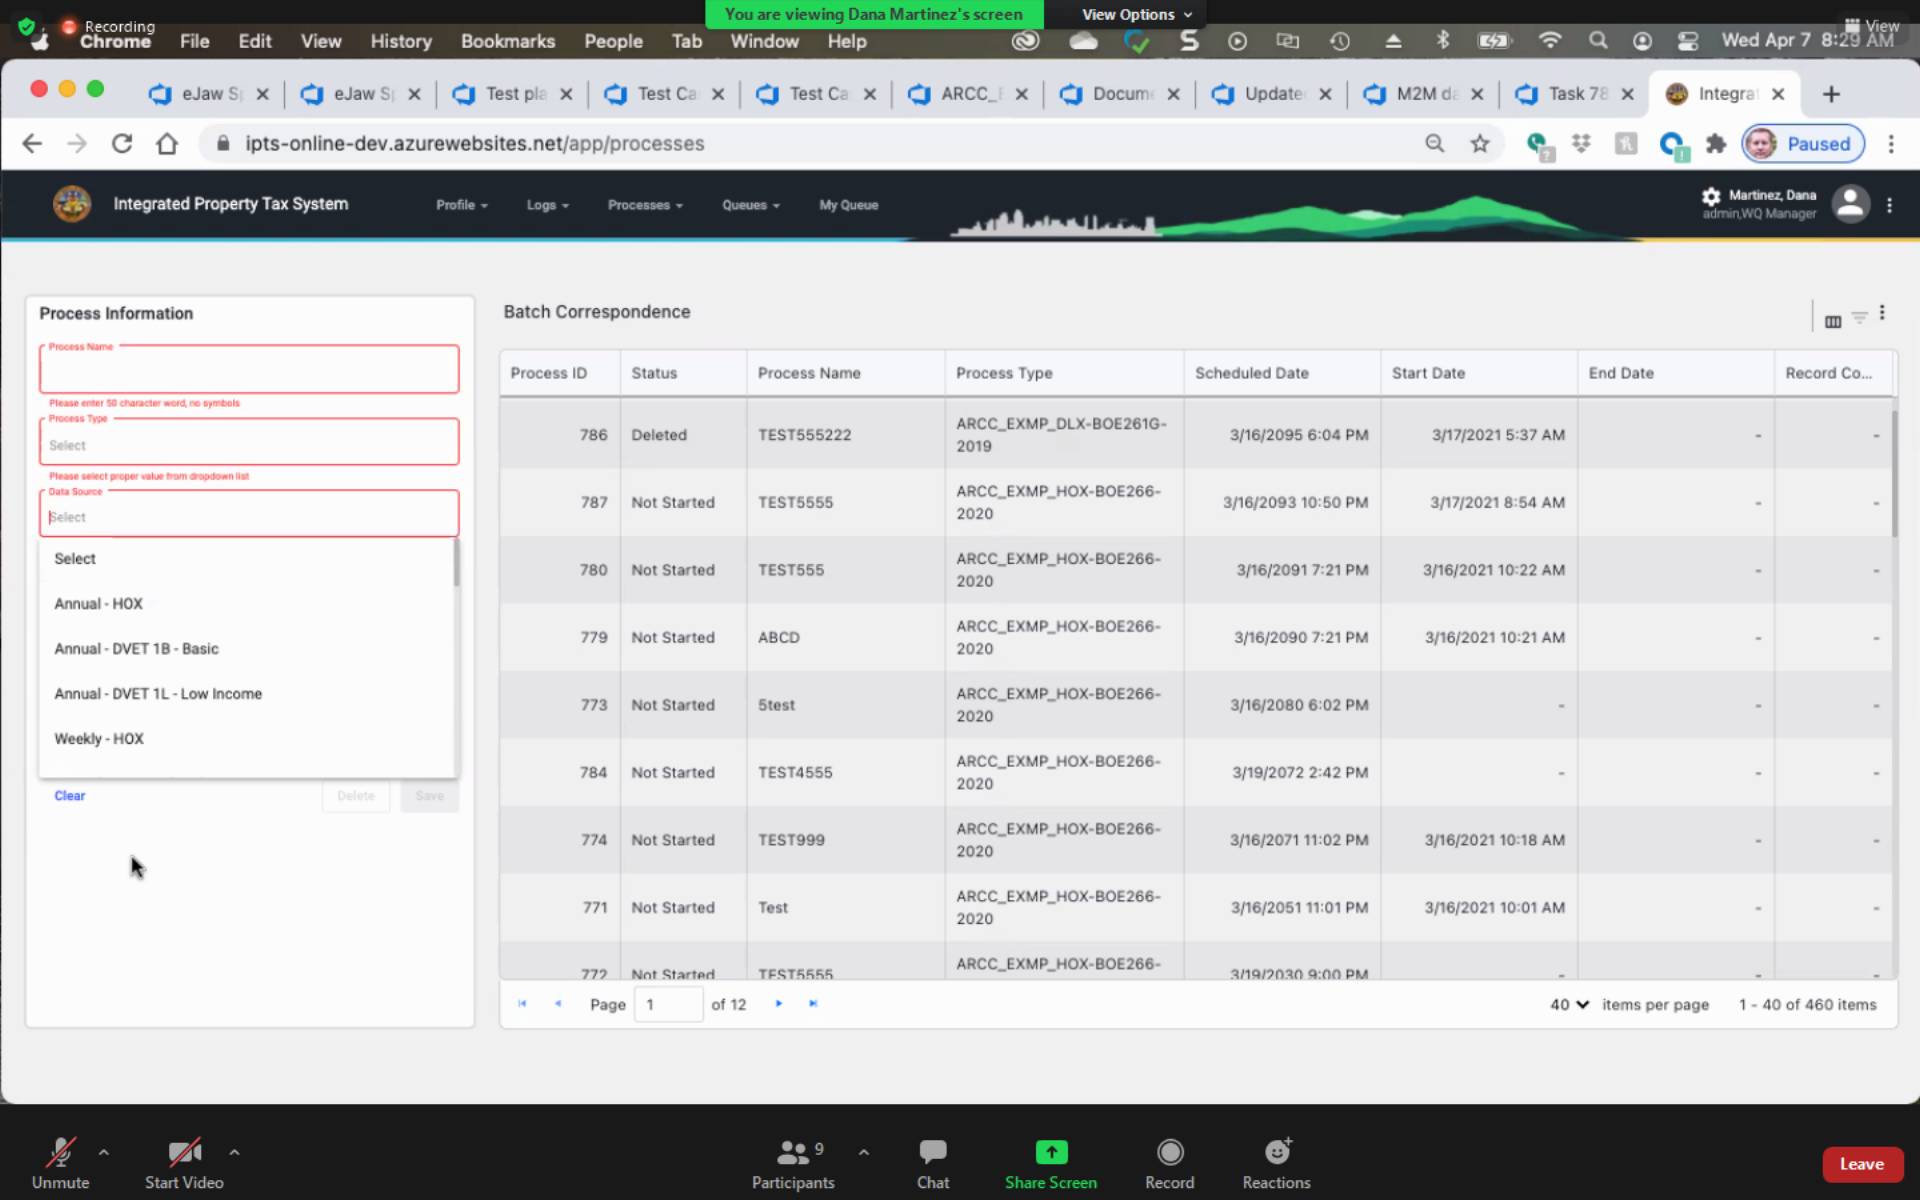 You are viewing Dana Martinez's screen
View Options
Recording
View
Chrome File Edit View History Bookmarks People Tab Window Help
Wed Apr 7 8:29 AM
eJaw Sp
eJaw Sp
Test pla
Test Ca
Test Ca
ARCC_E
Docum
Update
M2M da
Task 78
Integrat
ipts-online-dev.azurewebsites.net/app/processes
Paused
Integrated Property Tax System
Profile
Logs
Processes
Queues
My Queue
Martinez, Dana
admin,WQ Manager
Process Information
Process Name
Please enter 50 character word, no symbols
Process Type
Select
Please select proper value from dropdown list
Data Source
Select
Select
Annual - HOX
Annual - DVET 1B - Basic
Annual - DVET 1L - Low Income
Weekly - HOX
Clear
Delete
Save
Batch Correspondence
Process ID Status Process Name Process Type Scheduled Date Start Date End Date Record Co...
786 Deleted TEST555222 ARCC_EXMP_DLX-BOE261G- 3/16/2095 6:04 PM 3/17/2021 5:37 AM - -
2019
787 Not Started TEST5555 ARCC_EXMP_HOX-BOE266- 3/16/2093 10:50 PM 3/17/2021 8:54 AM - -
2020
780 Not Started TEST555 ARCC_EXMP_HOX-BOE266- 3/16/2091 7:21 PM 3/16/2021 10:22 AM - -
2020
779 Not Started ABCD ARCC_EXMP_HOX-BOE266- 3/16/2090 7:21 PM 3/16/2021 10:21 AM - -
2020
773 Not Started 5test ARCC_EXMP_HOX-BOE266- 3/16/2080 6:02 PM - - -
2020
784 Not Started TEST4555 ARCC_EXMP_HOX-BOE266- 3/19/2072 2:42 PM - - -
2020
774 Not Started TEST999 ARCC_EXMP_HOX-BOE266- 3/16/2071 11:02 PM 3/16/2021 10:18 AM - -
2020
771 Not Started Test ARCC_EXMP_HOX-BOE266- 3/16/2051 11:01 PM 3/16/2021 10:01 AM - -
2020
772 Not Started TEST5555 ARCC_EXMP_HOX-BOE266- 3/19/2030 9:00 PM - - -
Page 1 of 12
40 items per page 1 - 40 of 460 items
Unmute
Start Video
Participants 9
Chat
Share Screen
Record
Reactions
Leave